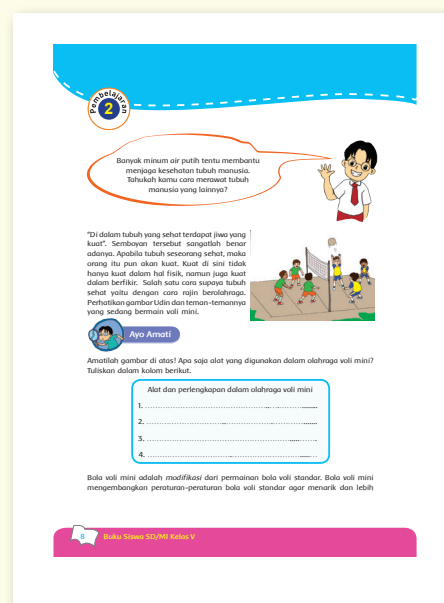 Pembelajaran
2
Banyak minum air putih tentu membantu
menjaga kesehatan tubuh manusia.
Tahukah kamu cara merawat tubuh
manusia yang lainnya?
"Di dalam tubuh yang sehat terdapat jiwa yang
kuat". Semboyan tersebut sangatlah benar
adanya. Apabila tubuh seseorang sehat, maka
orang itu pun akan kuat. Kuat di sini tidak
hanya kuat dalam hal fisik, namun juga kuat
dalam berfikir. Salah satu cara supaya tubuh
sehat yaitu dengan cara rajin berolahraga.
Perhatikan gambar Udin dan teman-temannya
yang sedang bermain voli mini.
Ayo Amati
Amatilah gambar di atas! Apa saja alat yang digunakan dalam olahraga voli mini?
Tuliskan dalam kolom berikut.
Alat dan perlengkapan dalam olahraga voli mini
1. ....................................................
2. ....................................................
3. ....................................................
4. ....................................................
Bola voli mini adalah modifikasi dari permainan bola voli standar. Bola voli mini
mengembangkan peraturan-peraturan bola voli standar agar menarik dan lebih
8 Buku Siswa SD/MI Kelas V